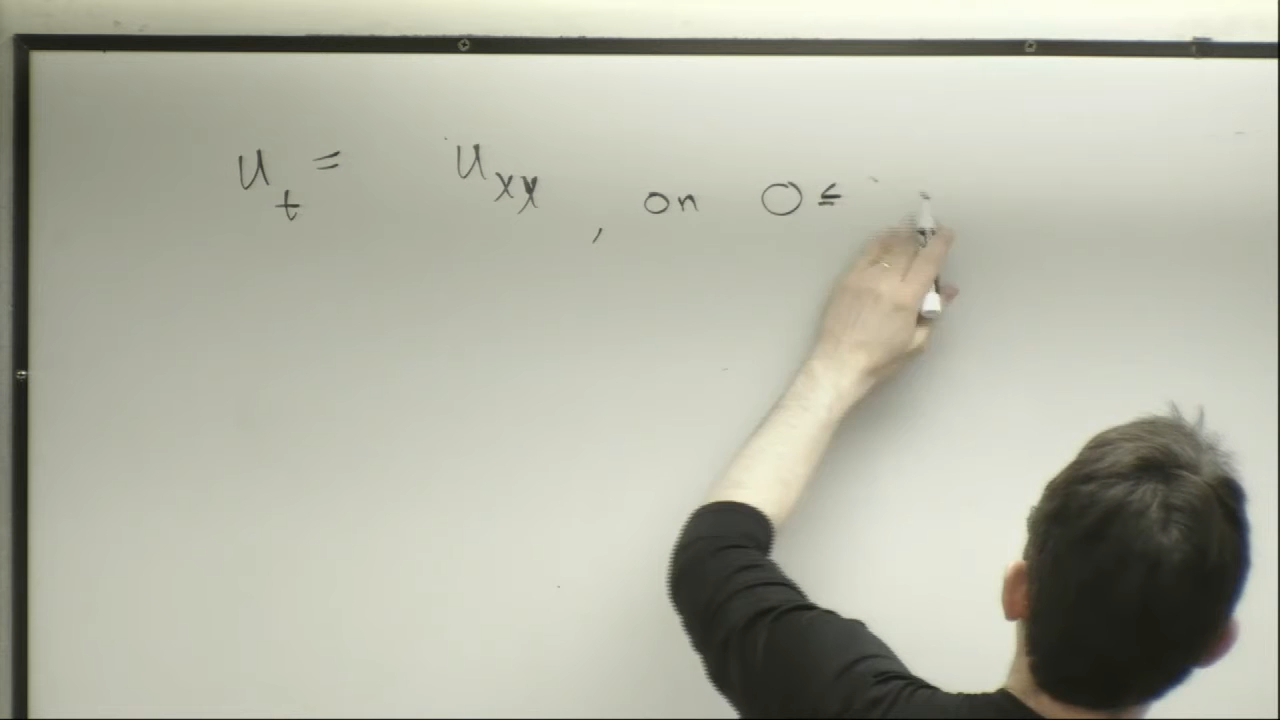 u_t = u_xx, on 0 ≤